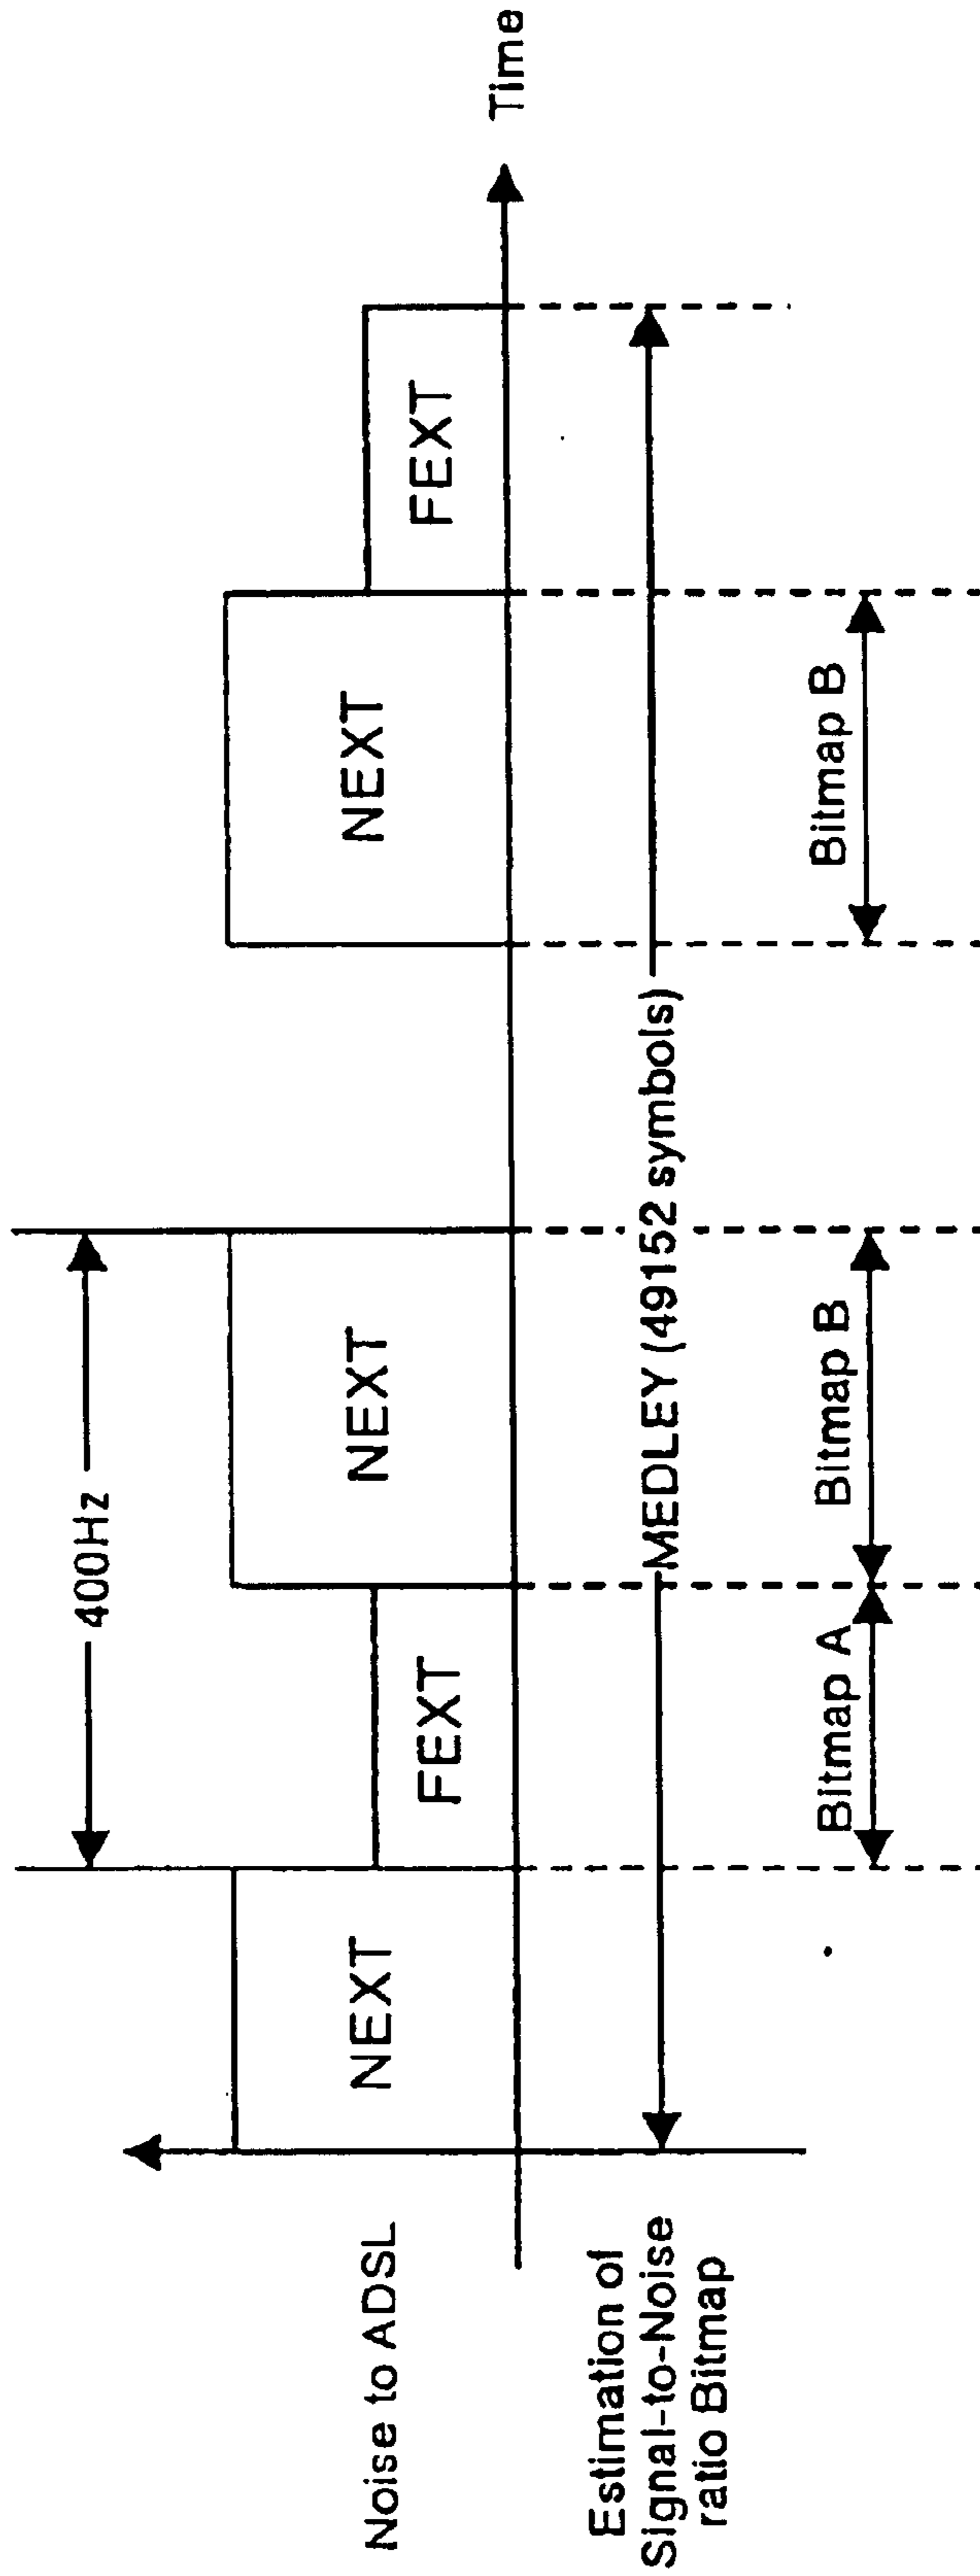 400Hz
Noise to ADSL
NEXT
FEXT
NEXT
NEXT
FEXT
Time
Estimation of
Signal-to-Noise
ratio Bitmap
MEDLEY (49152 symbols)
Bitmap A
Bitmap B
Bitmap B